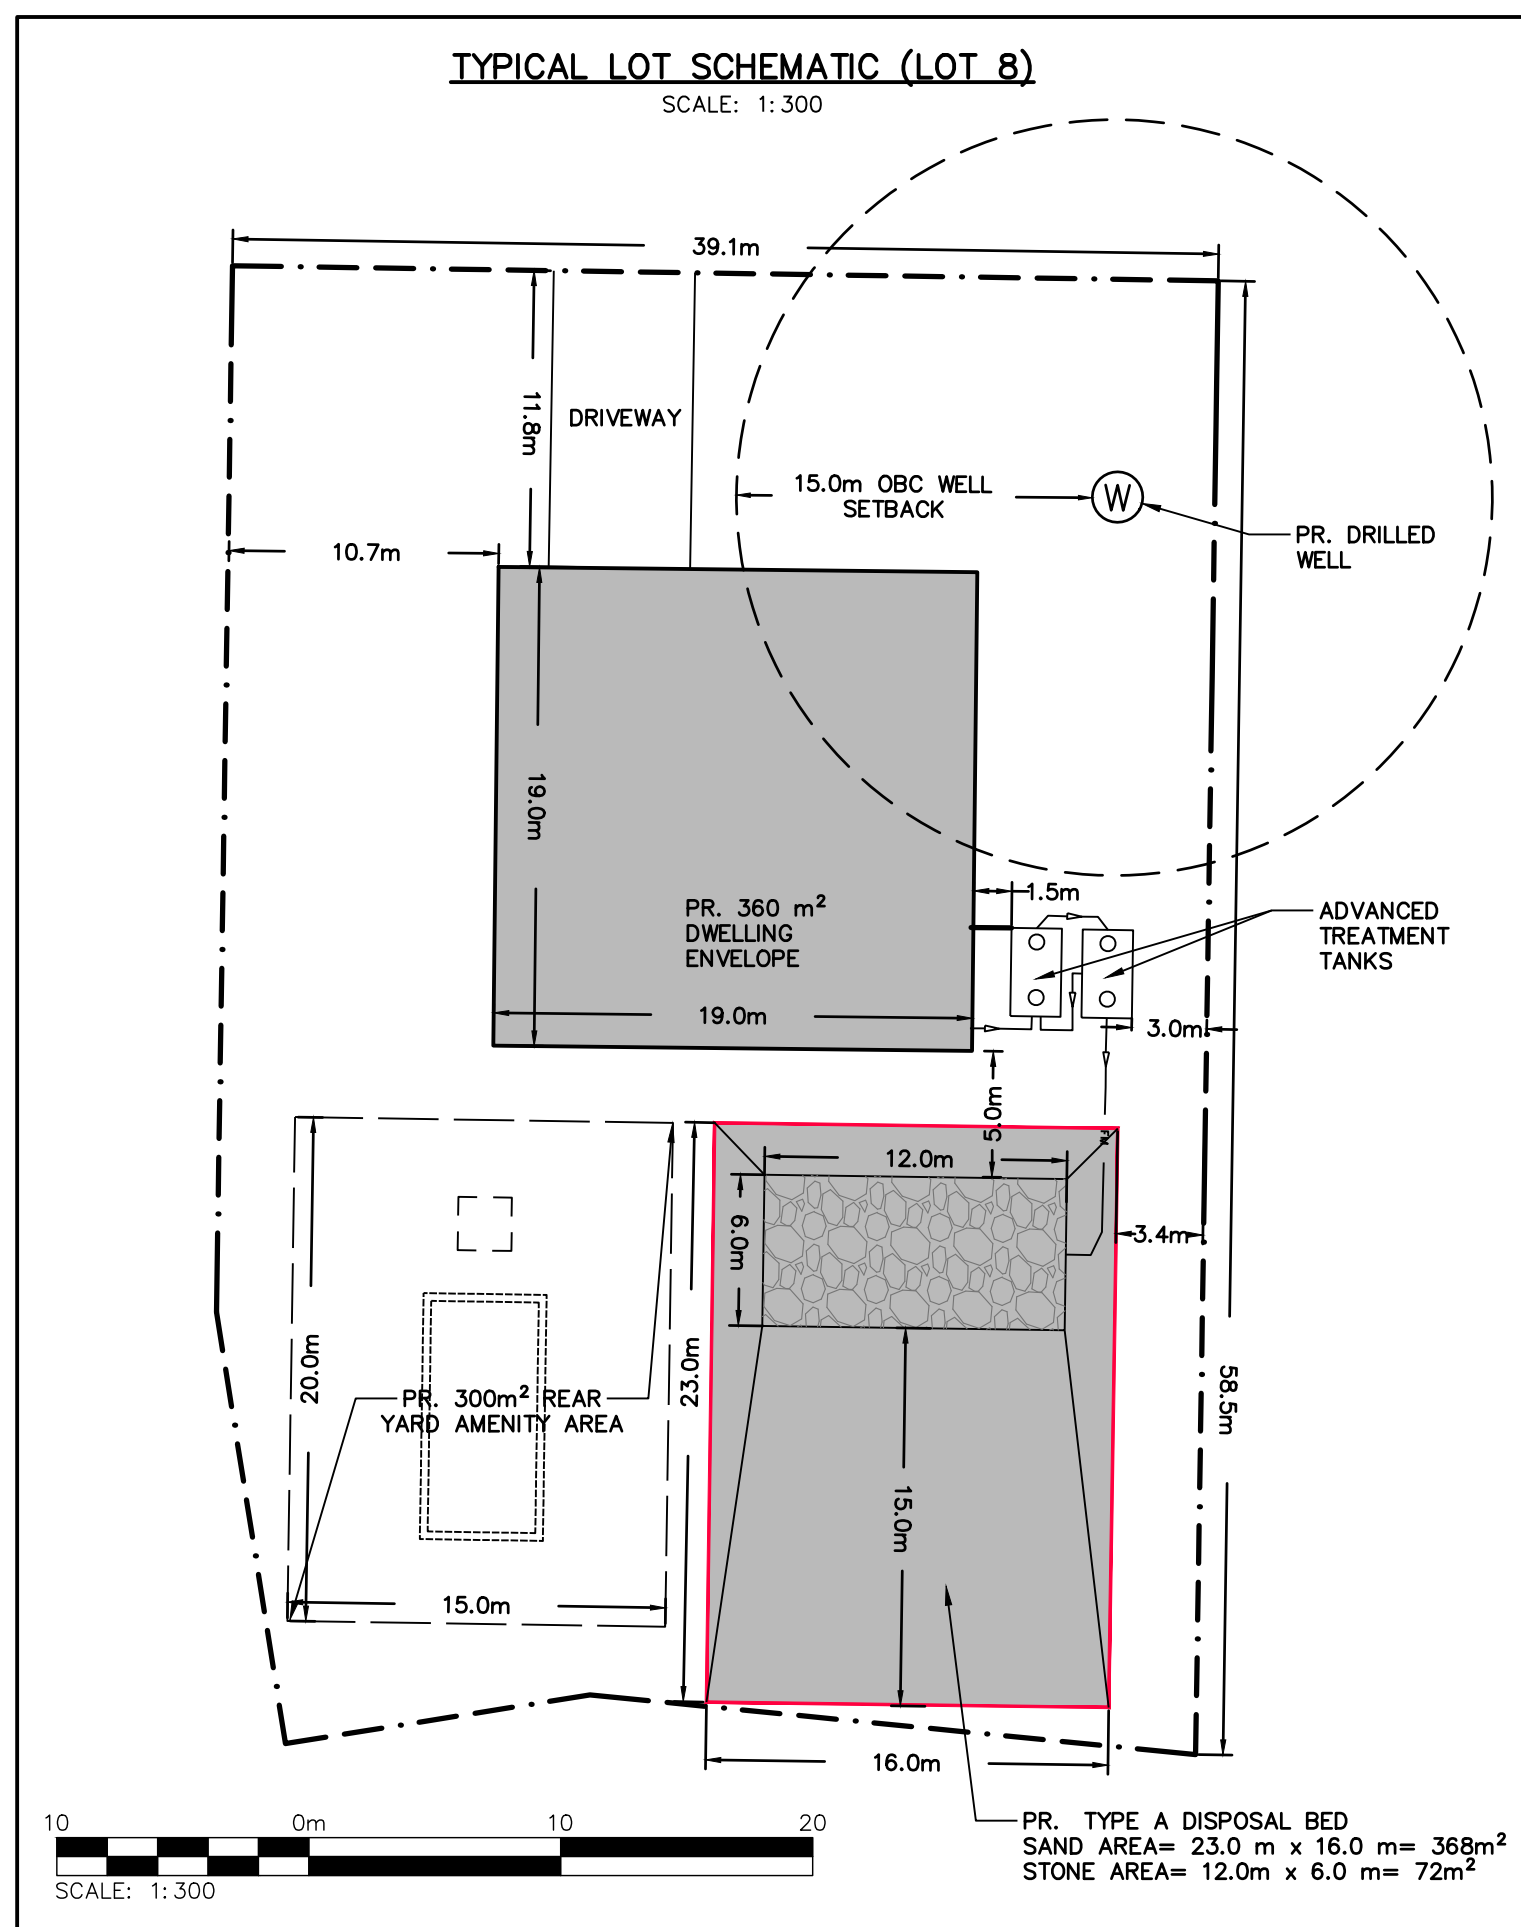 TYPICAL LOT SCHEMATIC (LOT 8)
SCALE: 1:300
39.1m
11.8m
DRIVEWAY
15.0m OBC WELL
SETBACK
W
PR. DRILLED
WELL
10.7m
19.0m
PR. 360 m²
DWELLING
ENVELOPE
1.5m
ADVANCED
TREATMENT
TANKS
19.0m
3.0m
5.0m
FM
12.0m
6.0m
3.4m
20.0m
23.0m
58.5m
PR. 300m² REAR
YARD AMENITY AREA
15.0m
15.0m
16.0m
10 0m 10 20
SCALE: 1:300
PR. TYPE A DISPOSAL BED
SAND AREA= 23.0 m x 16.0 m= 368m²
STONE AREA= 12.0m x 6.0 m= 72m²